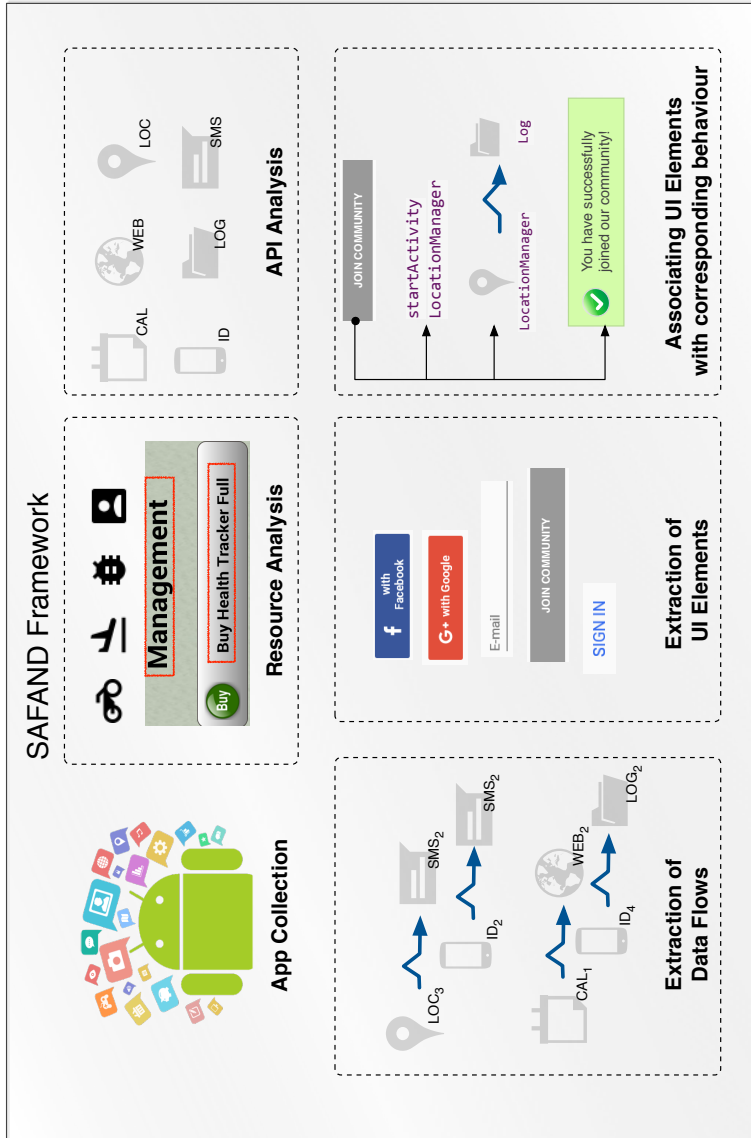 SAFAND Framework
App Collection
Management
Buy
Buy Health Tracker Full
Resource Analysis
CAL
WEB
LOC
ID
LOG
SMS
API Analysis
LOC3
SMS2
ID2
SMS2
CAL1
WEB2
ID4
LOG2
Extraction of
Data Flows
f with
Facebook
G+ with Google
E-mail
JOIN COMMUNITY
SIGN IN
Extraction of
UI Elements
JOIN COMMUNITY
startActivity
LocationManager
LocationManager
Log
You have successfully
joined our community!
Associating UI Elements
with corresponding behaviour